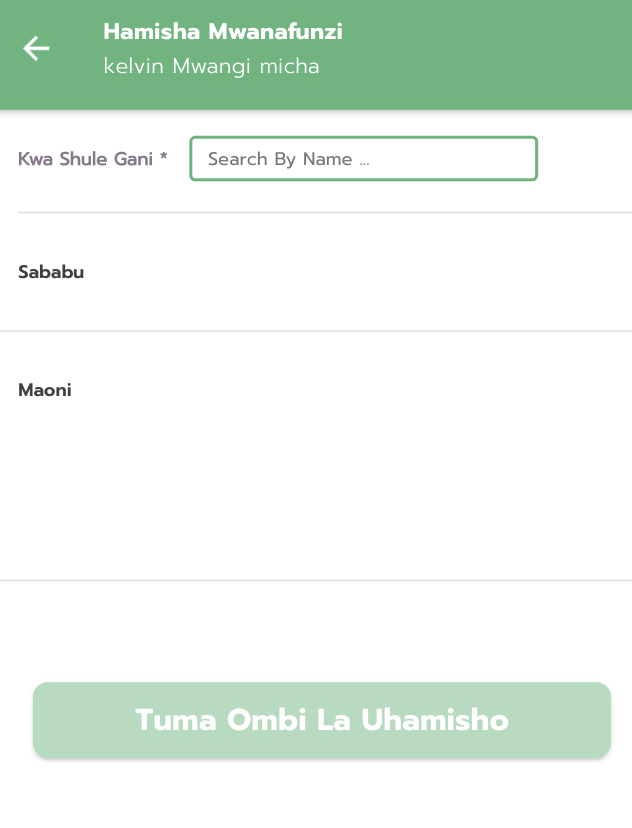 Hamisha Mwanafunzi
kelvin Mwangi micha
Kwa Shule Gani * Search By Name ...
Sababu
Maoni
Tuma Ombi La Uhamisho